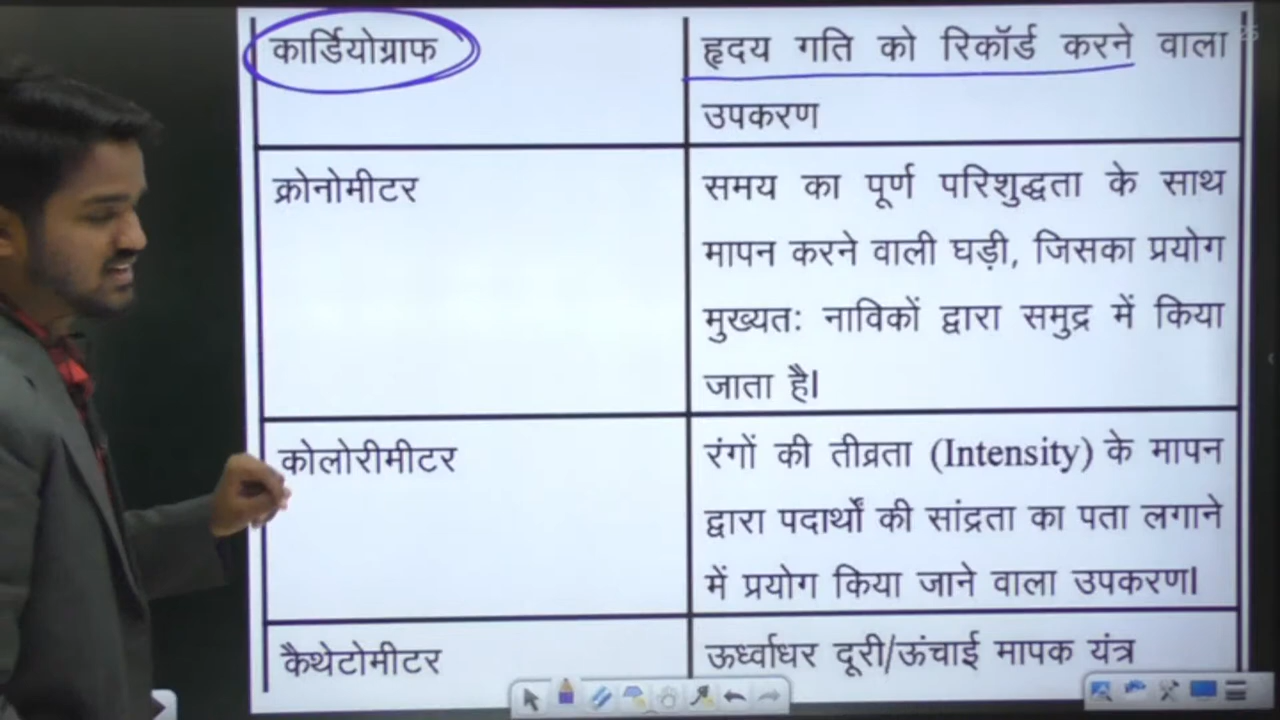 कार्डियोग्राफ
हृदय गति को रिकॉर्ड करने वाला
उपकरण
क्रोनोमीटर
समय का पूर्ण परिशुद्धता के साथ
मापन करने वाली घड़ी, जिसका प्रयोग
मुख्यत: नाविकों द्वारा समुद्र में किया
जाता है।
कोलोरीमीटर
रंगों की तीव्रता (Intensity) के मापन
द्वारा पदार्थों की सांद्रता का पता लगाने
में प्रयोग किया जाने वाला उपकरण।
कैथेटोमीटर
ऊर्ध्वाधर दूरी/ऊंचाई मापक यंत्र